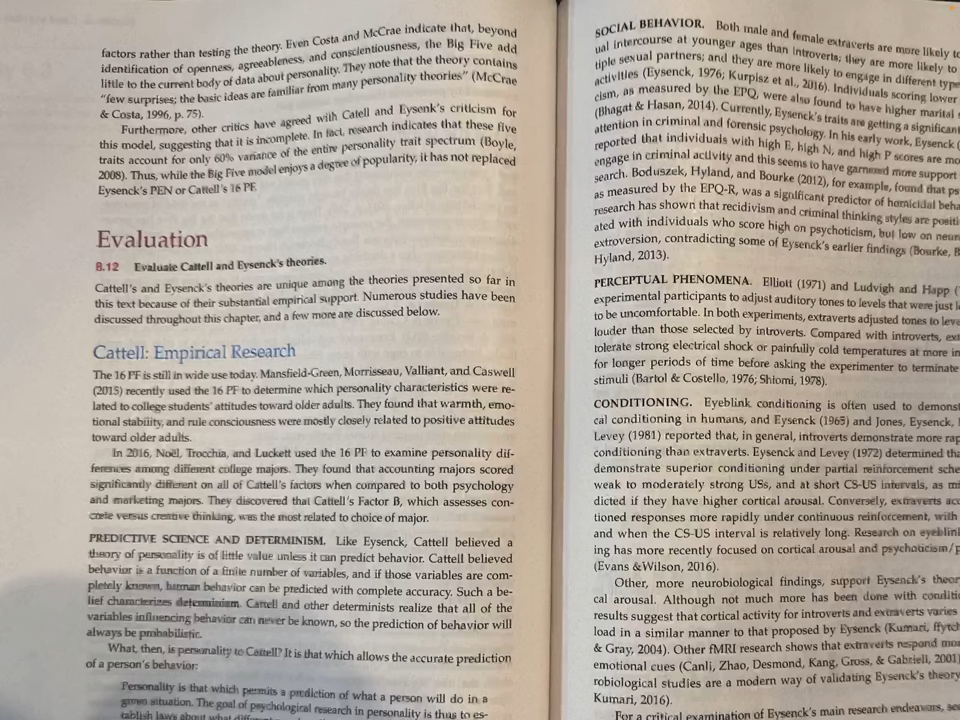 factors rather than testing the theory. Even Costa and McCrae indicate that, beyond
identification of openness, agreeableness, and conscientiousness, the Big Five add
little to the current body of data about personality. They note that the theory contains
“few surprises; the basic ideas are familiar from many personality theories” (McCrae
& Costa, 1996, p. 75).
Furthermore, other critics have agreed with Catell and Eysenk's criticism for
this model, suggesting that it is incomplete. In fact, research indicates that these five
traits account for only 60% variance of the entire personality trait spectrum (Boyle,
2008). Thus, while the Big Five model enjoys a degree of popularity, it has not replaced
Eysenck's PEN or Cattell's 16 PF.
Evaluation
8.12 Evaluate Cattell and Eysenck's theories.
Cattell's and Eysenck's theories are unique among the theories presented so far in
this text because of their substantial empirical support. Numerous studies have been
discussed throughout this chapter, and a few more are discussed below.
Cattell: Empirical Research
The 16 PF is still in wide use today. Mansfield-Green, Morrisseau, Valliant, and Caswell
(2015) recently used the 16 PF to determine which personality characteristics were re-
lated to college students' attitudes toward older adults. They found that warmth, emo-
tional stability, and rule consciousness were mostly closely related to positive attitudes
toward older adults.
In 2016, Noël, Trocchia, and Luckett used the 16 PF to examine personality dif-
ferences among different college majors. They found that accounting majors scored
significantly different on all of Cattell's factors when compared to both psychology
and marketing majors. They discovered that Cattell's Factor B, which assesses con-
crete versus creative thinking, was the most related to choice of major.
PREDICTIVE SCIENCE AND DETERMINISM. Like Eysenck, Cattell believed a
theory of personality is of little value unless it can predict behavior. Cattell believed
behavior is a function of a finite number of variables, and if those variables are com-
pletely known, human behavior can be predicted with complete accuracy. Such a be-
lief characterizes determinism. Cattell and other determinists realize that all of the
variables influencing behavior can never be known, so the prediction of behavior will
always be probabilistic.
What, then, is personality to Cattell? It is that which allows the accurate prediction
of a person's behavior:
Personality is that which permits a prediction of what a person will do in a
given situation. The goal of psychological research in personality is thus to es-
tablish laws about what
SOCIAL BEHAVIOR. Both male and female extraverts are more likely to
ual intercourse at younger ages than introverts; they are more likely to
tiple sexual partners; and they are more likely to engage in different type
activities (Eysenck, 1976; Kurpisz et al., 2016). Individuals scoring lower
cism, as measured by the EPQ, were also found to have higher marital
(Bhagat & Hasan, 2014). Currently, Eysenck's traits are getting a significant
attention in criminal and forensic psychology. In his early work, Eysenck (
reported that individuals with high E, high N, and high P scores are mo
engage in criminal activity and this seems to have garnered more support
search. Boduszek, Hyland, and Bourke (2012), for example, found that ps
as measured by the EPQ-R, was a significant predictor of homicidal beha
research has shown that recidivism and criminal thinking styles are positi
ated with individuals who score high on psychoticism, but low on neur
extroversion, contradicting some of Eysenck's earlier findings (Bourke, B
Hyland, 2013).
PERCEPTUAL PHENOMENA. Elliott (1971) and Ludvigh and Happ (
experimental participants to adjust auditory tones to levels that were just l
to be uncomfortable. In both experiments, extraverts adjusted tones to leve
louder than those selected by introverts. Compared with introverts, ext
tolerate strong electrical shock or painfully cold temperatures at more in
for longer periods of time before asking the experimenter to terminate
stimuli (Bartol & Costello, 1976; Shiomi, 1978).
CONDITIONING. Eyeblink conditioning is often used to demonst
cal conditioning in humans, and Eysenck (1965) and Jones, Eysenck,
Levey (1981) reported that, in general, introverts demonstrate more rap
conditioning than extraverts. Eysenck and Levey (1972) determined tha
demonstrate superior conditioning under partial reinforcement sche
weak to moderately strong USs, and at short CS-US intervals, as mi
dicted if they have higher cortical arousal. Conversely, extraverts acq
tioned responses more rapidly under continuous reinforcement, with
and when the CS-US interval is relatively long. Research on eyeblin
ing has more recently focused on cortical arousal and psychoticism/p
(Evans &Wilson, 2016).
Other, more neurobiological findings, support Eysenck's theor
cal arousal. Although not much more has been done with conditi
results suggest that cortical activity for introverts and extraverts varies
load in a similar manner to that proposed by Eysenck (Kumari, ffytch
& Gray, 2004). Other fMRI research shows that extraverts respond mor
emotional cues (Canli, Zhao, Desmond, Kang, Gross, & Gabrieli, 2001)
robiological studies are a modern way of validating Eysenck's theory
Kumari, 2016).
For a critical examination of Eysenck's main research endeavors, see